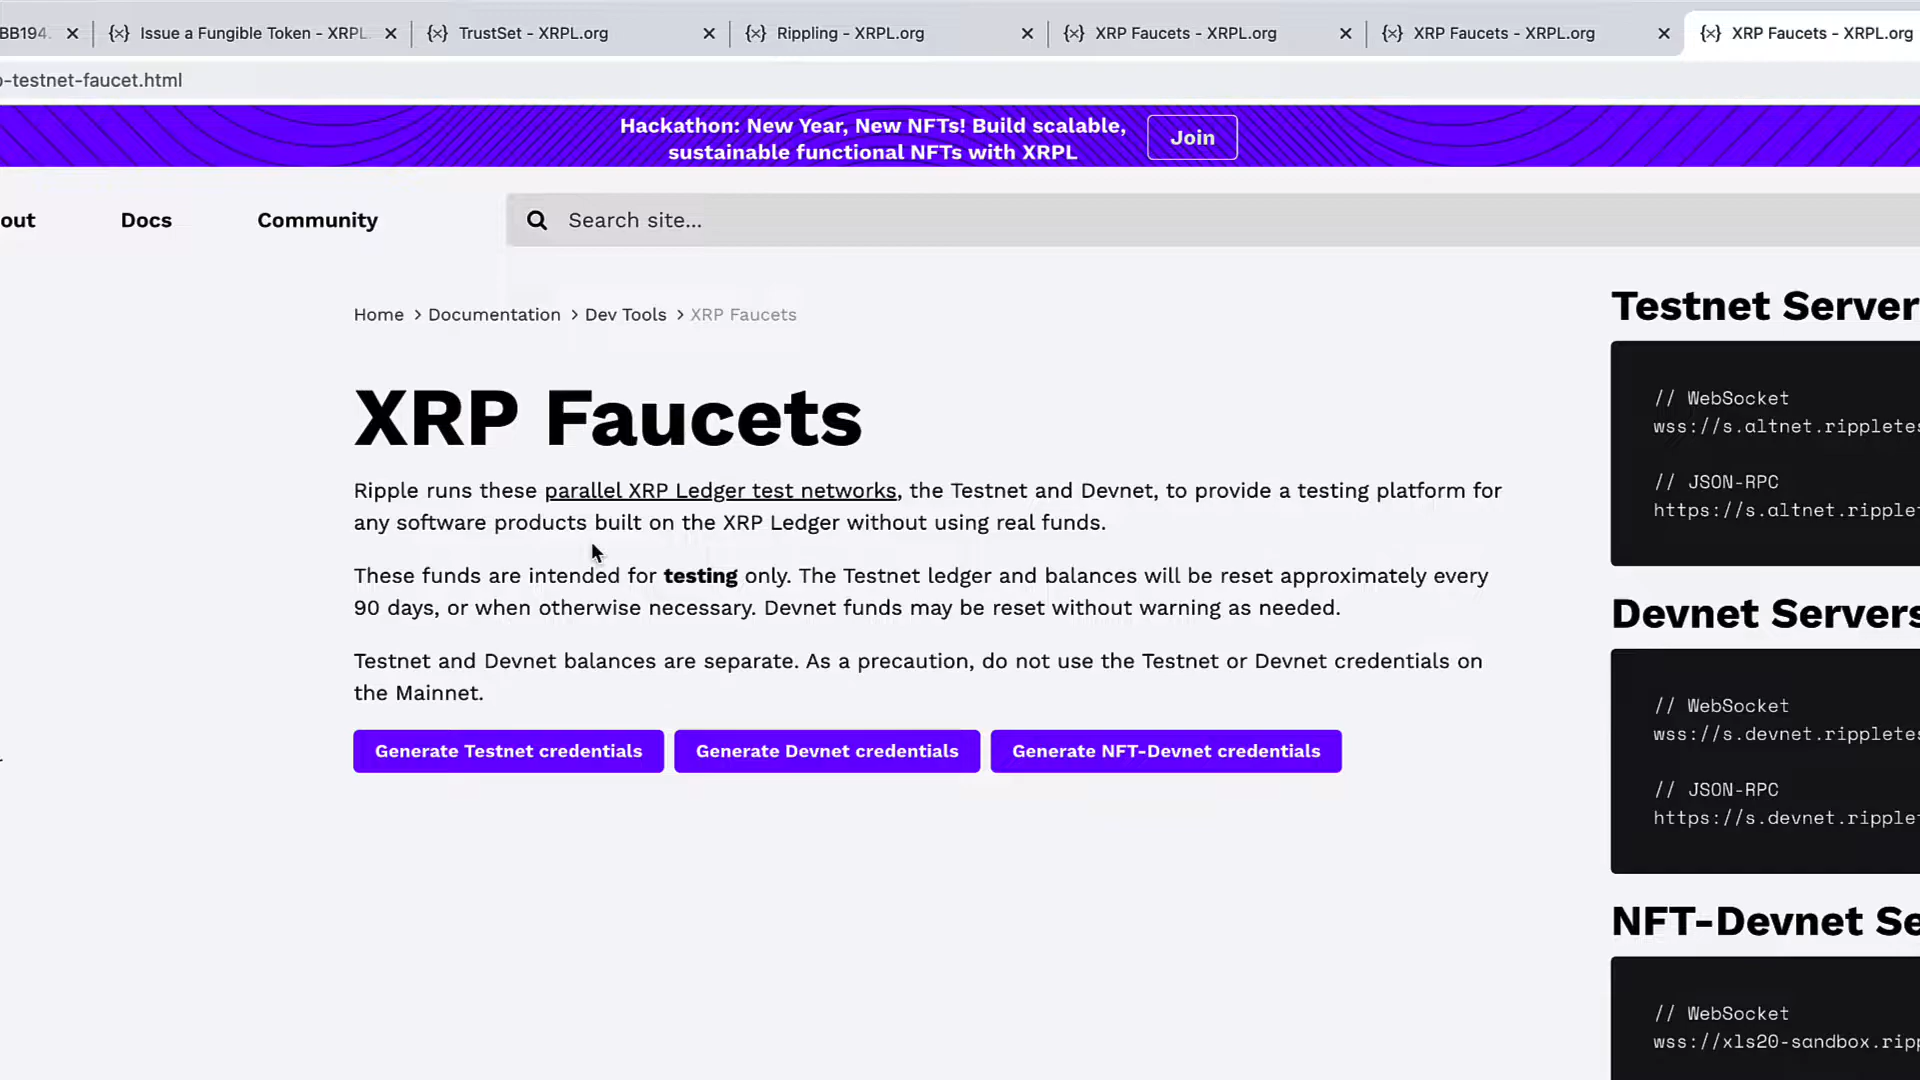 BB194.
Issue a Fungible Token - XRPL.
TrustSet - XRPL.org
Rippling - XRPL.org
XRP Faucets - XRPL.org
XRP Faucets - XRPL.org
XRP Faucets - XRPL.org
-testnet-faucet.html
Hackathon: New Year, New NFTs! Build scalable,
sustainable functional NFTs with XRPL
Join
out
Docs
Community
Search site...
Home > Documentation > Dev Tools > XRP Faucets
XRP Faucets
Ripple runs these parallel XRP Ledger test networks, the Testnet and Devnet, to provide a testing platform for
any software products built on the XRP Ledger without using real funds.
These funds are intended for testing only. The Testnet ledger and balances will be reset approximately every
90 days, or when otherwise necessary. Devnet funds may be reset without warning as needed.
Testnet and Devnet balances are separate. As a precaution, do not use the Testnet or Devnet credentials on
the Mainnet.
Generate Testnet credentials
Generate Devnet credentials
Generate NFT-Devnet credentials
Testnet Server
// WebSocket
wss://s.altnet.ripplete
// JSON-RPC
https://s.altnet.ripple
Devnet Servers
// WebSocket
wss://s.devnet.ripplete
// JSON-RPC
https://s.devnet.ripple
NFT-Devnet Se
// WebSocket
wss://xls20-sandbox.rip